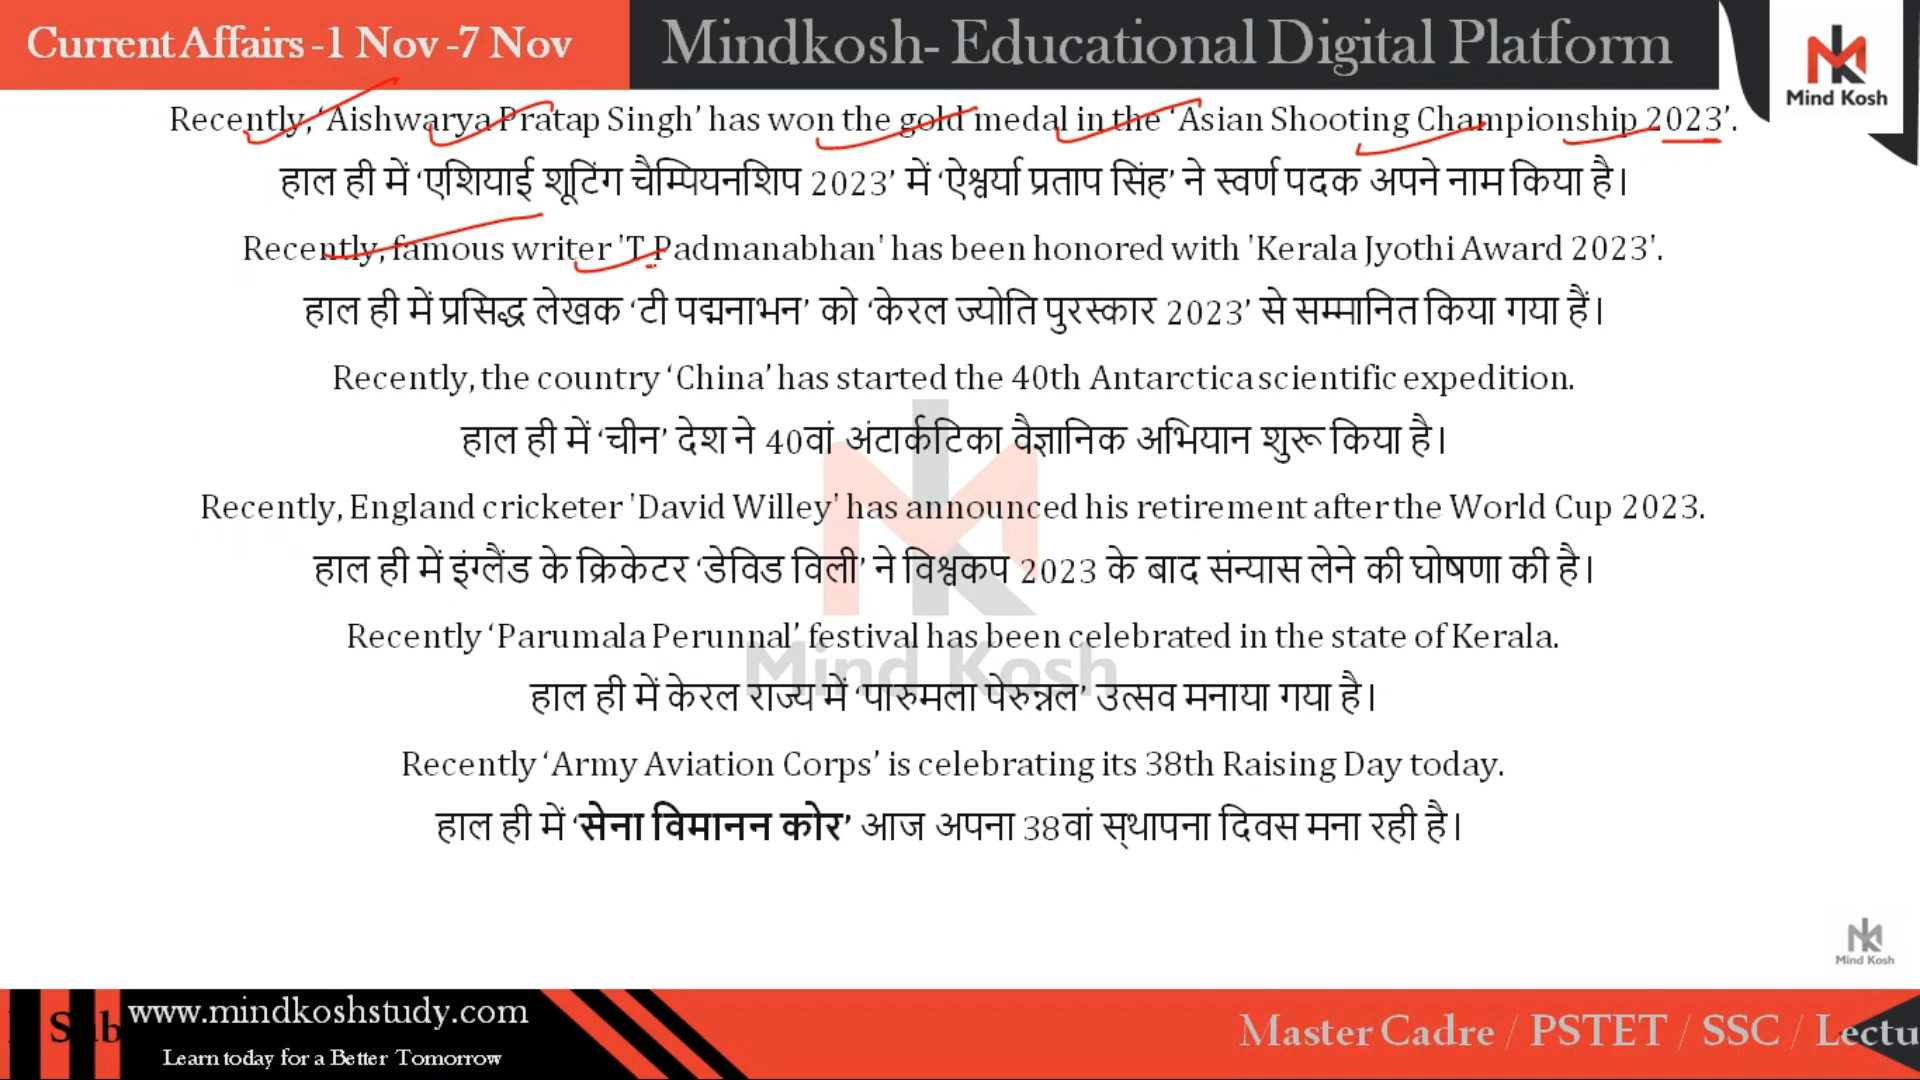 Current Affairs -1 Nov -7 Nov
Mindkosh- Educational Digital Platform
Mind Kosh
Recently, ‘Aishwarya Pratap Singh’ has won the gold medal in the ‘Asian Shooting Championship 2023’.
हाल ही में ‘एशियाई शूटिंग चैम्पियनशिप 2023’ में ‘ऐश्वर्या प्रताप सिंह’ ने स्वर्ण पदक अपने नाम किया है।
Recently, famous writer 'T Padmanabhan' has been honored with 'Kerala Jyothi Award 2023'.
हाल ही में प्रसिद्ध लेखक ‘टी पद्मनाभन’ को ‘केरल ज्योति पुरस्कार 2023’ से सम्मानित किया गया हैं।
Recently, the country ‘China’ has started the 40th Antarctica scientific expedition.
हाल ही में ‘चीन’ देश ने 40वां अंटार्कटिका वैज्ञानिक अभियान शुरू किया है।
Recently, England cricketer 'David Willey' has announced his retirement after the World Cup 2023.
हाल ही में इंग्लैंड के क्रिकेटर ‘डेविड विली’ ने विश्वकप 2023 के बाद संन्यास लेने की घोषणा की है।
Recently ‘Parumala Perunnal’ festival has been celebrated in the state of Kerala.
Mind Kosh
हाल ही में केरल राज्य में ‘पारुमला पेरुन्नल’ उत्सव मनाया गया है।
Recently ‘Army Aviation Corps’ is celebrating its 38th Raising Day today.
हाल ही में ‘सेना विमानन कोर’ आज अपना 38वां स्थापना दिवस मना रही है।
Mind Kosh
www.mindkoshstudy.com
Learn today for a Better Tomorrow
Master Cadre / PSTET / SSC /